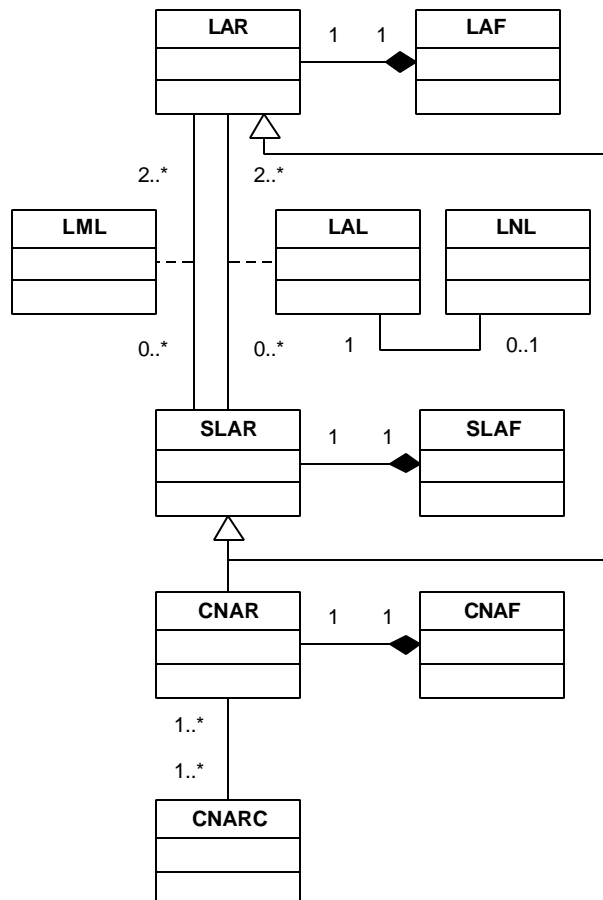 LAR 1 1 LAF
2..* 2..*
LML LAL LNL
0..* 0..* 1 0..1
SLAR 1 1 SLAF
CNAR 1 1 CNAF
1..*
1..*
CNARC